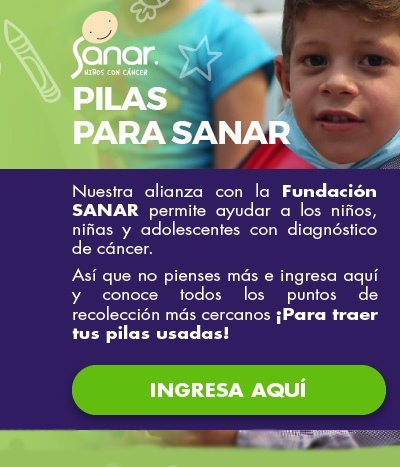 Sanar.
NIÑOS CON CÁNCER
PILAS
PARA SANAR
Nuestra alianza con la Fundación
SANAR permite ayudar a los niños,
niñas y adolescentes con diagnóstico
de cáncer.
Así que no pienses más e ingresa aquí
y conoce todos los puntos de
recolección más cercanos ¡Para traer
tus pilas usadas!
INGRESA AQUÍ